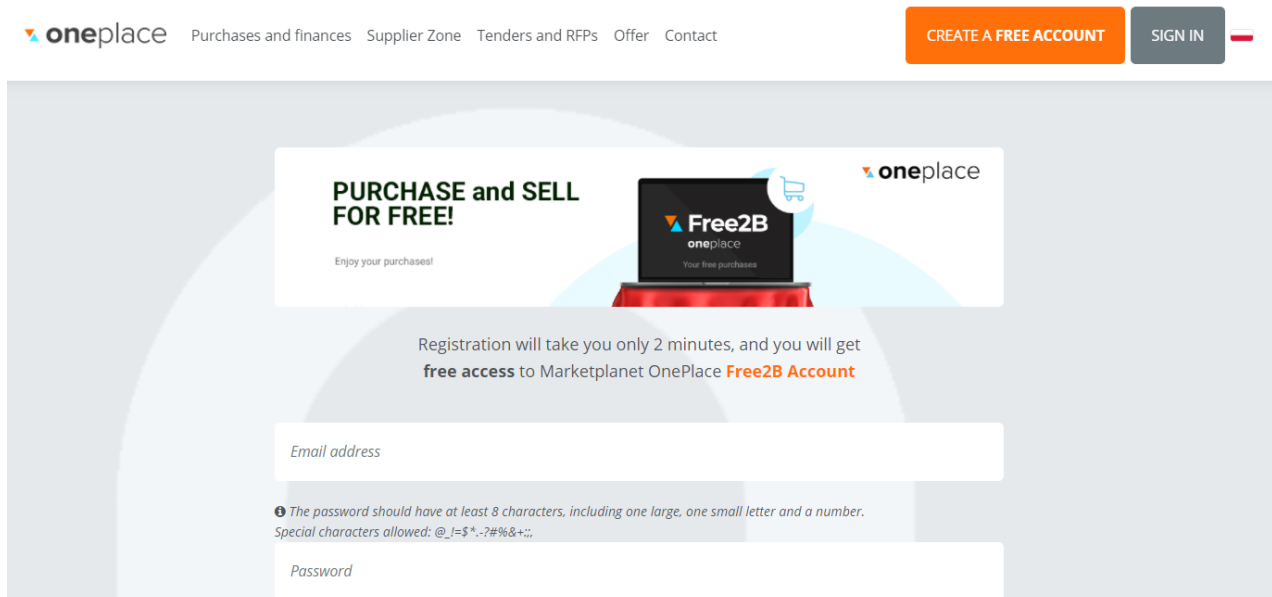 oneplace
Purchases and finances Supplier Zone Tenders and RFPs Offer Contact
CREATE A FREE ACCOUNT
SIGN IN
oneplace
PURCHASE and SELL
FOR FREE!
Enjoy your purchases!
Free2B
oneplace
Your free purchases
Registration will take you only 2 minutes, and you will get
free access to Marketplanet OnePlace Free2B Account
Email address
The password should have at least 8 characters, including one large, one small letter and a number.
Special characters allowed: @_!=$*.-?#%&+:;,
Password